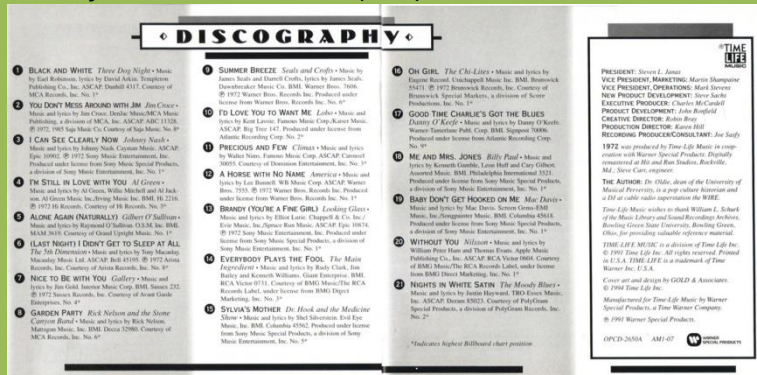 DISCOGRAPHY
1 BLACK AND WHITE Three Dog Night • Music
by Earl Robinson, lyrics by David Arkin. Templeton
Publishing Co., Inc. ASCAP. Dunhill 4317. Courtesy of
MCA Records, Inc. No. 1*
2 YOU DON'T MESS AROUND WITH JIM Jim Croce •
Music and lyrics by Jim Croce. DenJac Music/MCA Music
Publishing, a division of MCA, Inc. ASCAP. ABC 11328.
℗ 1972, 1985 Saja Music Co. Courtesy of Saja Music. No. 8*
3 I CAN SEE CLEARLY NOW Johnny Nash •
Music and lyrics by Johnny Nash. Cayman Music. ASCAP.
Epic 10902. ℗ 1972 Sony Music Entertainment, Inc.
Produced under license from Sony Music Special Products,
a division of Sony Music Entertainment, Inc. No. 1*
4 I'M STILL IN LOVE WITH YOU Al Green •
Music and lyrics by Al Green, Willie Mitchell and Al Jack-
son. Al Green Music Inc./Irving Music Inc. BMI. Hi 2216.
℗ 1972 Hi Records. Courtesy of Hi Records. No. 3*
5 ALONE AGAIN (NATURALLY) Gilbert O'Sullivan •
Music and lyrics by Raymond O'Sullivan. O.S.M. Inc. BMI.
MAM 3619. Courtesy of Grand Upright Music. No. 1*
6 (LAST NIGHT) I DIDN'T GET TO SLEEP AT ALL
The 5th Dimension • Music and lyrics by Tony Macaulay.
Macaulay Music Ltd. ASCAP. Bell 45195. ℗ 1972 Arista
Records, Inc. Courtesy of Arista Records, Inc. No. 8*
7 NICE TO BE WITH YOU Gallery • Music and
lyrics by Jim Gold. Interior Music Corp. BMI. Sussex 232.
℗ 1972 Sussex Records, Inc. Courtesy of Avant Garde
Enterprises, No. 4*
8 GARDEN PARTY Rick Nelson and the Stone
Canyon Band • Music and lyrics by Rick Nelson.
Matragun Music, Inc. BMI. Decca 32980. Courtesy of
MCA Records, Inc. No. 6*
9 SUMMER BREEZE Seals and Crofts • Music by
James Seals and Darrell Crofts, lyrics by James Seals.
Dawnbreaker Music Co. BMI. Warner Bros. 7606.
℗ 1972 Warner Bros. Records Inc. Produced under
license from Warner Bros. Records Inc. No. 6*
10 I'D LOVE YOU TO WANT ME Lobo • Music and
lyrics by Kent Lavoie. Famous Music Corp./Kaiser Music.
ASCAP. Big Tree 147. Produced under license from
Atlantic Recording Corp. No. 2*
11 PRECIOUS AND FEW Climax • Music and lyrics
by Walter Nims. Famous Music Corp. ASCAP. Carousel
30055. Courtesy of Dominion Entertainment, Inc. No. 3*
12 A HORSE WITH NO NAME America • Music and
lyrics by Lee Bunnell. WB Music Corp. ASCAP. Warner
Bros. 7555. ℗ 1972 Warner Bros. Records Inc. Produced
under license from Warner Bros. Records Inc. No. 1*
13 BRANDY (YOU'RE A FINE GIRL) Looking Glass •
Music and lyrics by Elliot Lurie. Chappell & Co. Inc./
Evie Music, Inc./Spruce Run Music. ASCAP. Epic 10874.
℗ 1972 Sony Music Entertainment, Inc. Produced under
license from Sony Music Special Products, a division of
Sony Music Entertainment, Inc. No. 1*
14 EVERYBODY PLAYS THE FOOL The Main
Ingredient • Music and lyrics by Rudy Clark, Jim
Bailey and Kenneth Williams. Giant Enterprise. BMI.
RCA Victor 0731. Courtesy of BMG Music/The RCA
Records Label, under license from BMG Direct
Marketing, Inc. No. 3*
15 SYLVIA'S MOTHER Dr. Hook and the Medicine
Show • Music and lyrics by Shel Silverstein. Evil Eye
Music, Inc. BMI. Columbia 45562. Produced under license
from Sony Music Special Products, a division of Sony
Music Entertainment, Inc. No. 5*
16 OH GIRL The Chi-Lites • Music and lyrics by
Eugene Record. Unichappell Music Inc. BMI. Brunswick
55471. ℗ 1972 Brunswick Records, Inc. Courtesy of
Brunswick Special Markets, a division of Score
Productions, Inc. No. 1*
17 GOOD TIME CHARLIE'S GOT THE BLUES
Danny O'Keefe • Music and lyrics by Danny O'Keefe.
Warner-Tamerlane Publ. Corp. BMI. Signpost 70006.
Produced under license from Atlantic Recording Corp.
No. 9*
18 ME AND MRS. JONES Billy Paul • Music and
lyrics by Kenneth Gamble, Leon Huff and Cary Gilbert.
Assorted Music. BMI. Philadelphia International 3521.
Produced under license from Sony Music Special Products,
a division of Sony Music Entertainment, Inc. No. 1*
19 BABY DON'T GET HOOKED ON ME Mac Davis •
Music and lyrics by Mac Davis. Screen Gems-EMI
Music, Inc./Songpainter Music. BMI. Columbia 45618.
Produced under license from Sony Music Special Products,
a division of Sony Music Entertainment, Inc. No. 1*
20 WITHOUT YOU Nilsson • Music and lyrics by
William Peter Ham and Thomas Evans. Apple Music
Publishing Co., Inc. ASCAP. RCA Victor 0604. Courtesy
of BMG Music/The RCA Records Label, under license
from BMG Direct Marketing, Inc. No. 1*
21 NIGHTS IN WHITE SATIN The Moody Blues •
Music and lyrics by Justin Hayward. TRO-Essex Music,
Inc. ASCAP. Deram 85023. Courtesy of PolyGram
Special Products, a division of PolyGram Records, Inc.
No. 2*
*Indicates highest Billboard chart position
TIME
LIFE
MUSIC
PRESIDENT: Steven L. Janas
VICE PRESIDENT, MARKETING: Martin Shampaine
VICE PRESIDENT, OPERATIONS: Mark Stevens
NEW PRODUCT DEVELOPMENT: Steve Sachs
EXECUTIVE PRODUCER: Charles McCardell
PRODUCT DEVELOPMENT: John Bonfield
CREATIVE DIRECTOR: Robin Bray
PRODUCTION DIRECTOR: Karen Hill
RECORDING PRODUCER/CONSULTANT: Joe Sasfy
1972 was produced by Time-Life Music in coop-
eration with Warner Special Products. Digitally
remastered at Hit and Run Studios, Rockville,
Md.; Steve Carr, engineer.
THE AUTHOR: Dr. Oldie, dean of the University of
Musical Perversity, is a pop culture historian and
a DJ at cable radio superstation the WIRE.
Time-Life Music wishes to thank William L. Schurk
of the Music Library and Sound Recordings Archives,
Bowling Green State University, Bowling Green,
Ohio, for providing valuable reference material.
TIME-LIFE MUSIC is a division of Time Life Inc.
© 1991 Time Life Inc. All rights reserved. Printed
in U.S.A. TIME-LIFE is a trademark of Time
Warner Inc. U.S.A.
Cover art and design by GOLD & Associates.
© 1994 Time Life Inc.
Manufactured for Time-Life Music by Warner
Special Products, a Time Warner Company.
℗ 1991 Warner Special Products.
OPCD-2650A AM1-07
WARNER
SPECIAL PRODUCTS